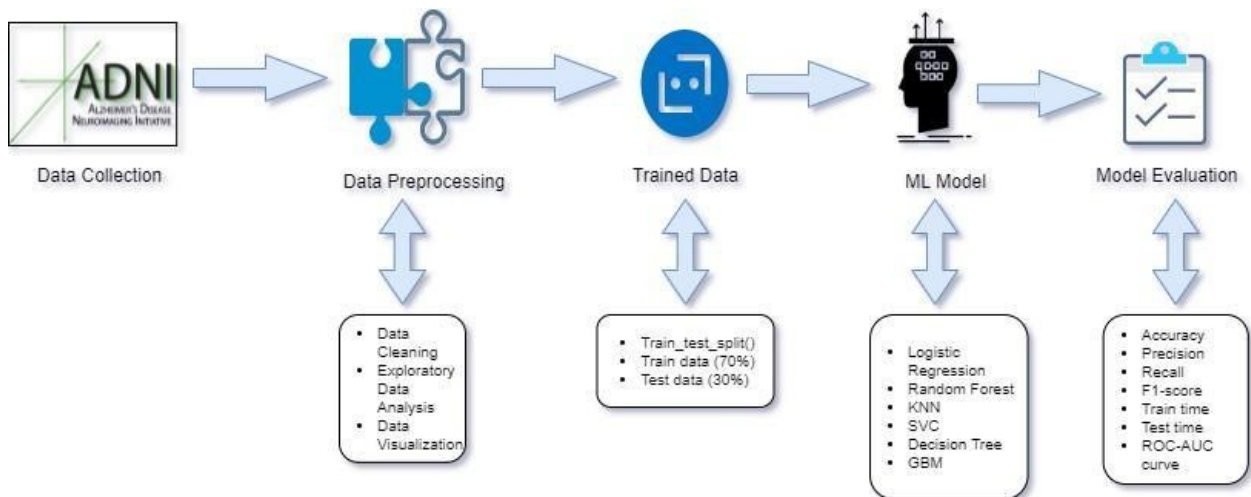 ADNI
ALZHEIMER'S DISEASE
NEUROIMAGING INITIATIVE
Data Collection
Data Preprocessing
Trained Data
ML Model
Model Evaluation
• Data
Cleaning
• Exploratory
Data
Analysis
• Data
Visualization
• Train_test_split()
• Train data (70%)
• Test data (30%)
• Logistic
Regression
• Random Forest
• KNN
• SVC
• Decision Tree
• GBM
• Accuracy
• Precision
• Recall
• F1-score
• Train time
• Test time
• ROC-AUC
curve